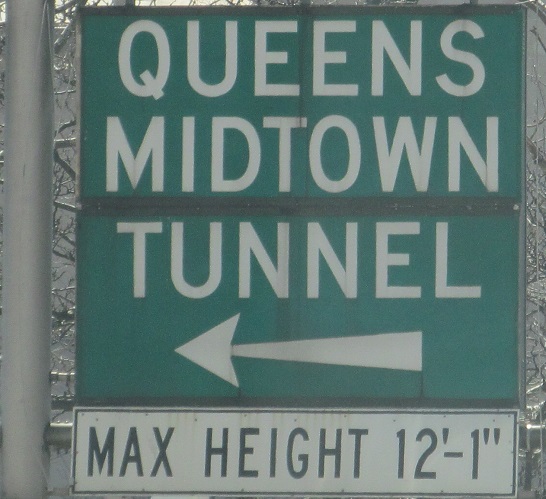 QUEENS
MIDTOWN
TUNNEL
MAX HEIGHT 12'-1"